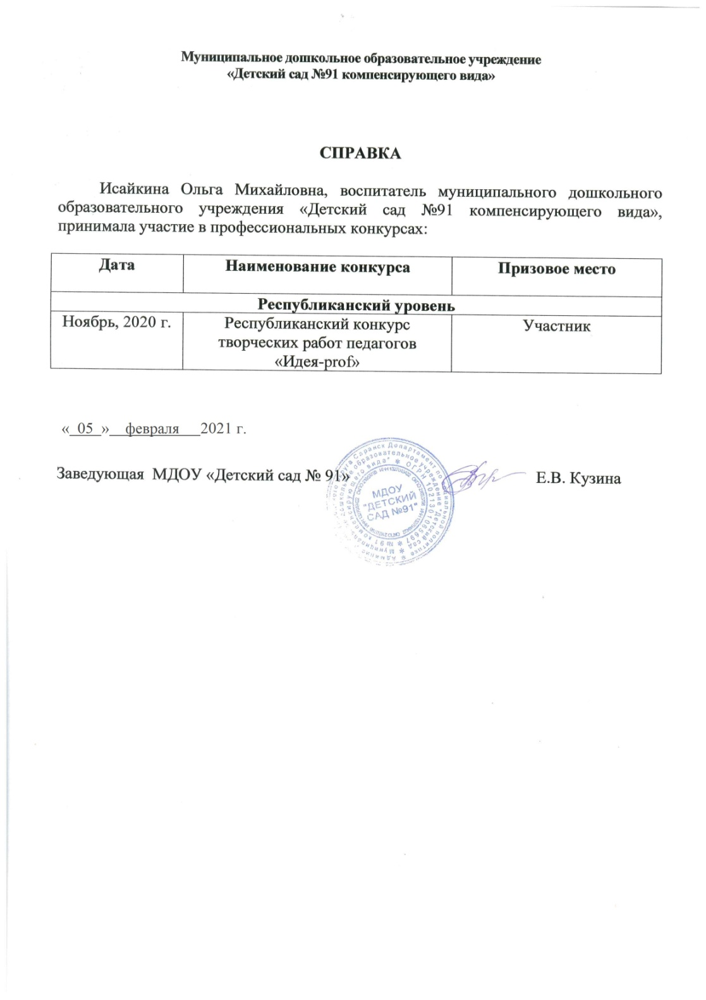 Муниципальное дошкольное образовательное учреждение
«Детский сад №91 компенсирующего вида»
СПРАВКА
Исайкина Ольга Михайловна, воспитатель муниципального дошкольного
образовательного учреждения «Детский сад №91 компенсирующего вида»,
принимала участие в профессиональных конкурсах:
Дата Наименование конкурса Призовое место
Республиканский уровень
Ноябрь, 2020 г. Республиканский конкурс Участник
творческих работ педагогов
«Идея-prof»
« 05 » февраля 2021 г.
Заведующая МДОУ «Детский сад № 91» Е.В. Кузина
МДОУ
"ДЕТСКИЙ
САД №91"
ОГРН 1021301065697